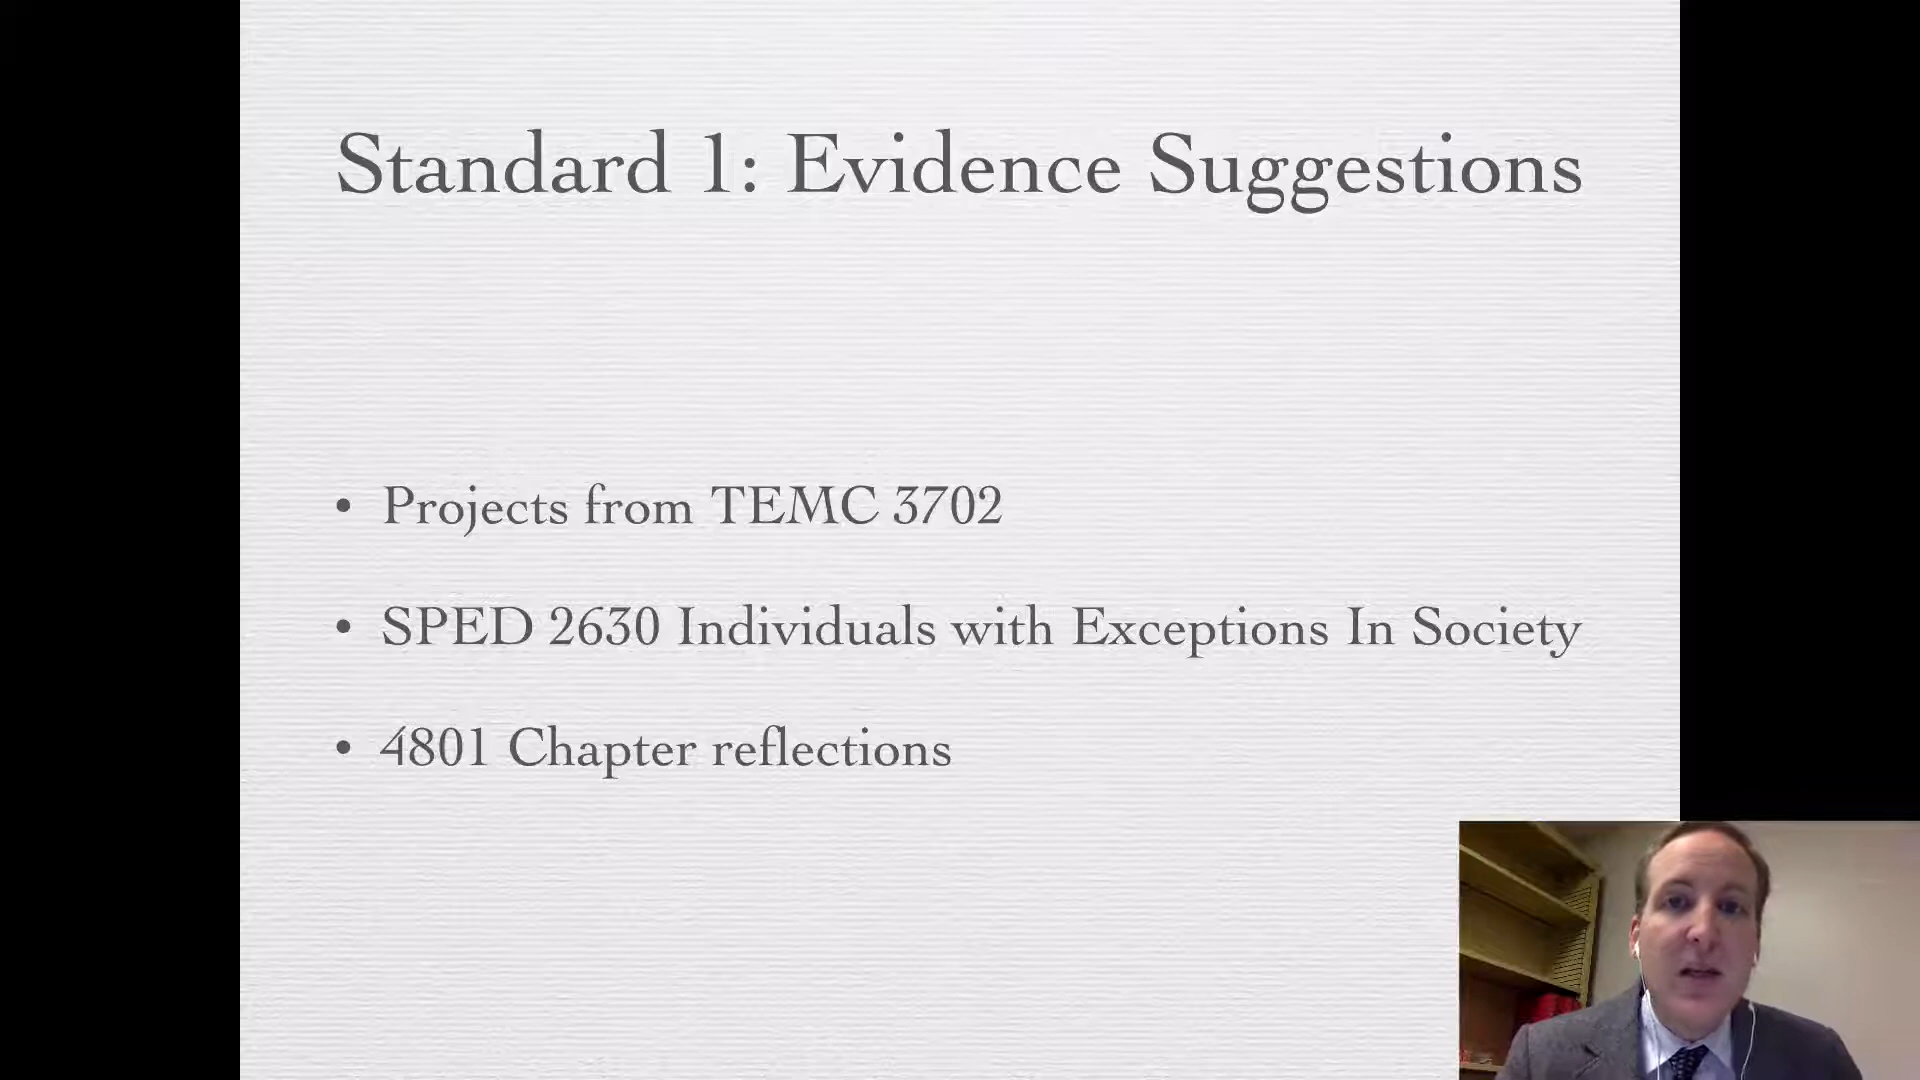 Standard 1: Evidence Suggestions
• Projects from TEMC 3702
• SPED 2630 Individuals with Exceptions In Society
• 4801 Chapter reflections